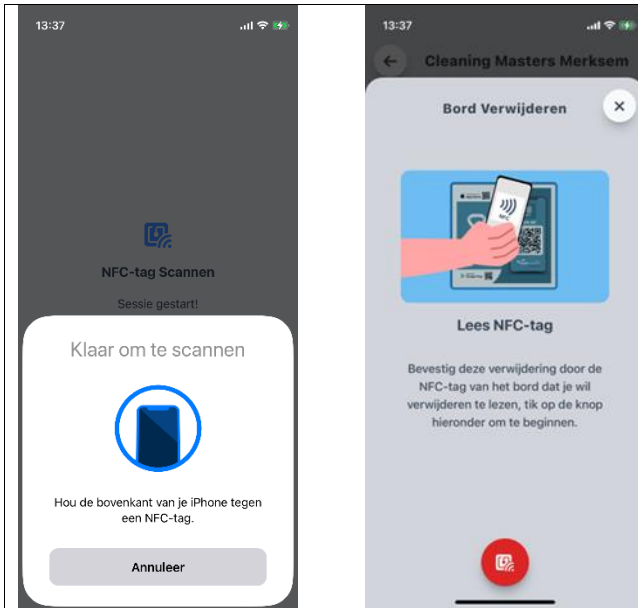 13:37
NFC-tag Scannen
Sessie gestart!
Klaar om te scannen
Hou de bovenkant van je iPhone tegen
een NFC-tag.
Annuleer
13:37
Cleaning Masters Merksem
Bord Verwijderen
NFC
Lees NFC-tag
Bevestig deze verwijdering door de
NFC-tag van het bord dat je wil
verwijderen te lezen, tik op de knop
hieronder om te beginnen.